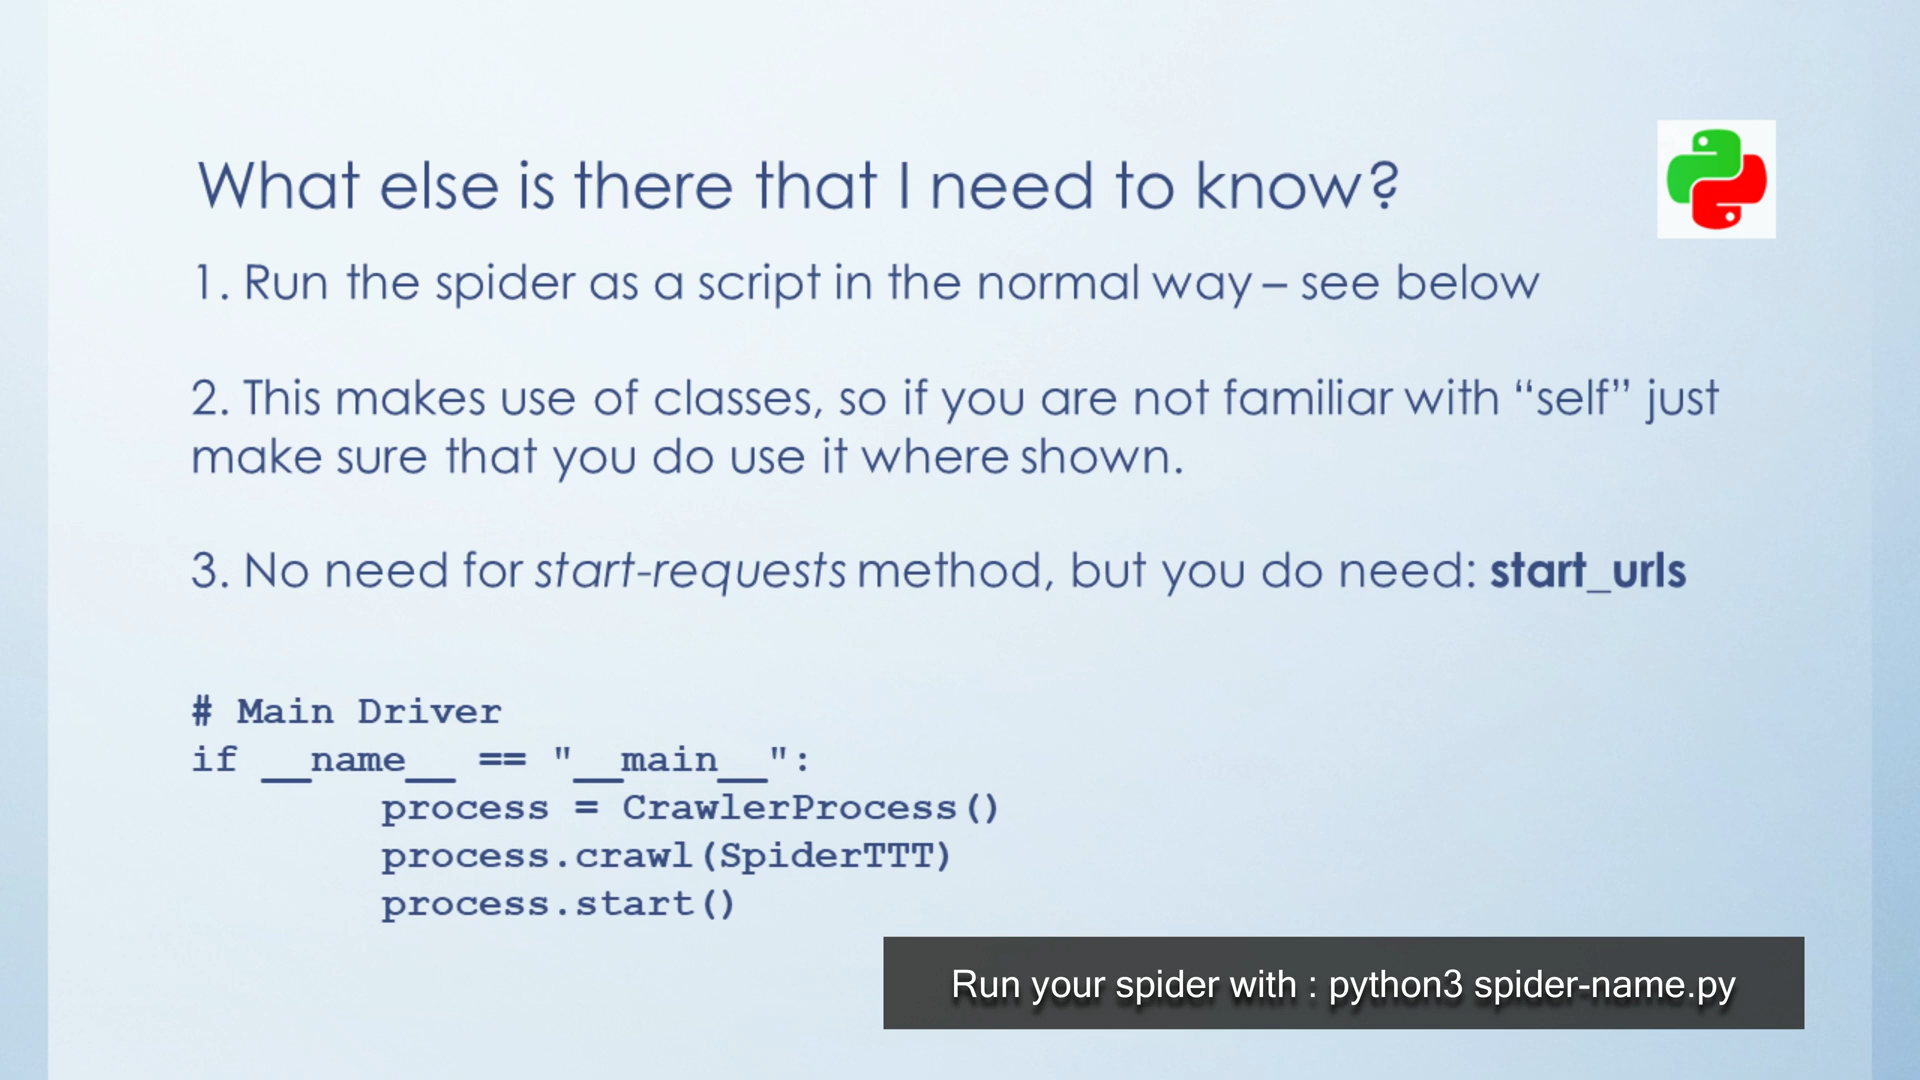 What else is there that I need to know?
1. Run the spider as a script in the normal way – see below
2. This makes use of classes, so if you are not familiar with “self” just
make sure that you do use it where shown.
3. No need for start-requests method, but you do need: start_urls
# Main Driver
if __name__ == "__main__":
        process = CrawlerProcess()
        process.crawl(SpiderTTT)
        process.start()
Run your spider with : python3 spider-name.py